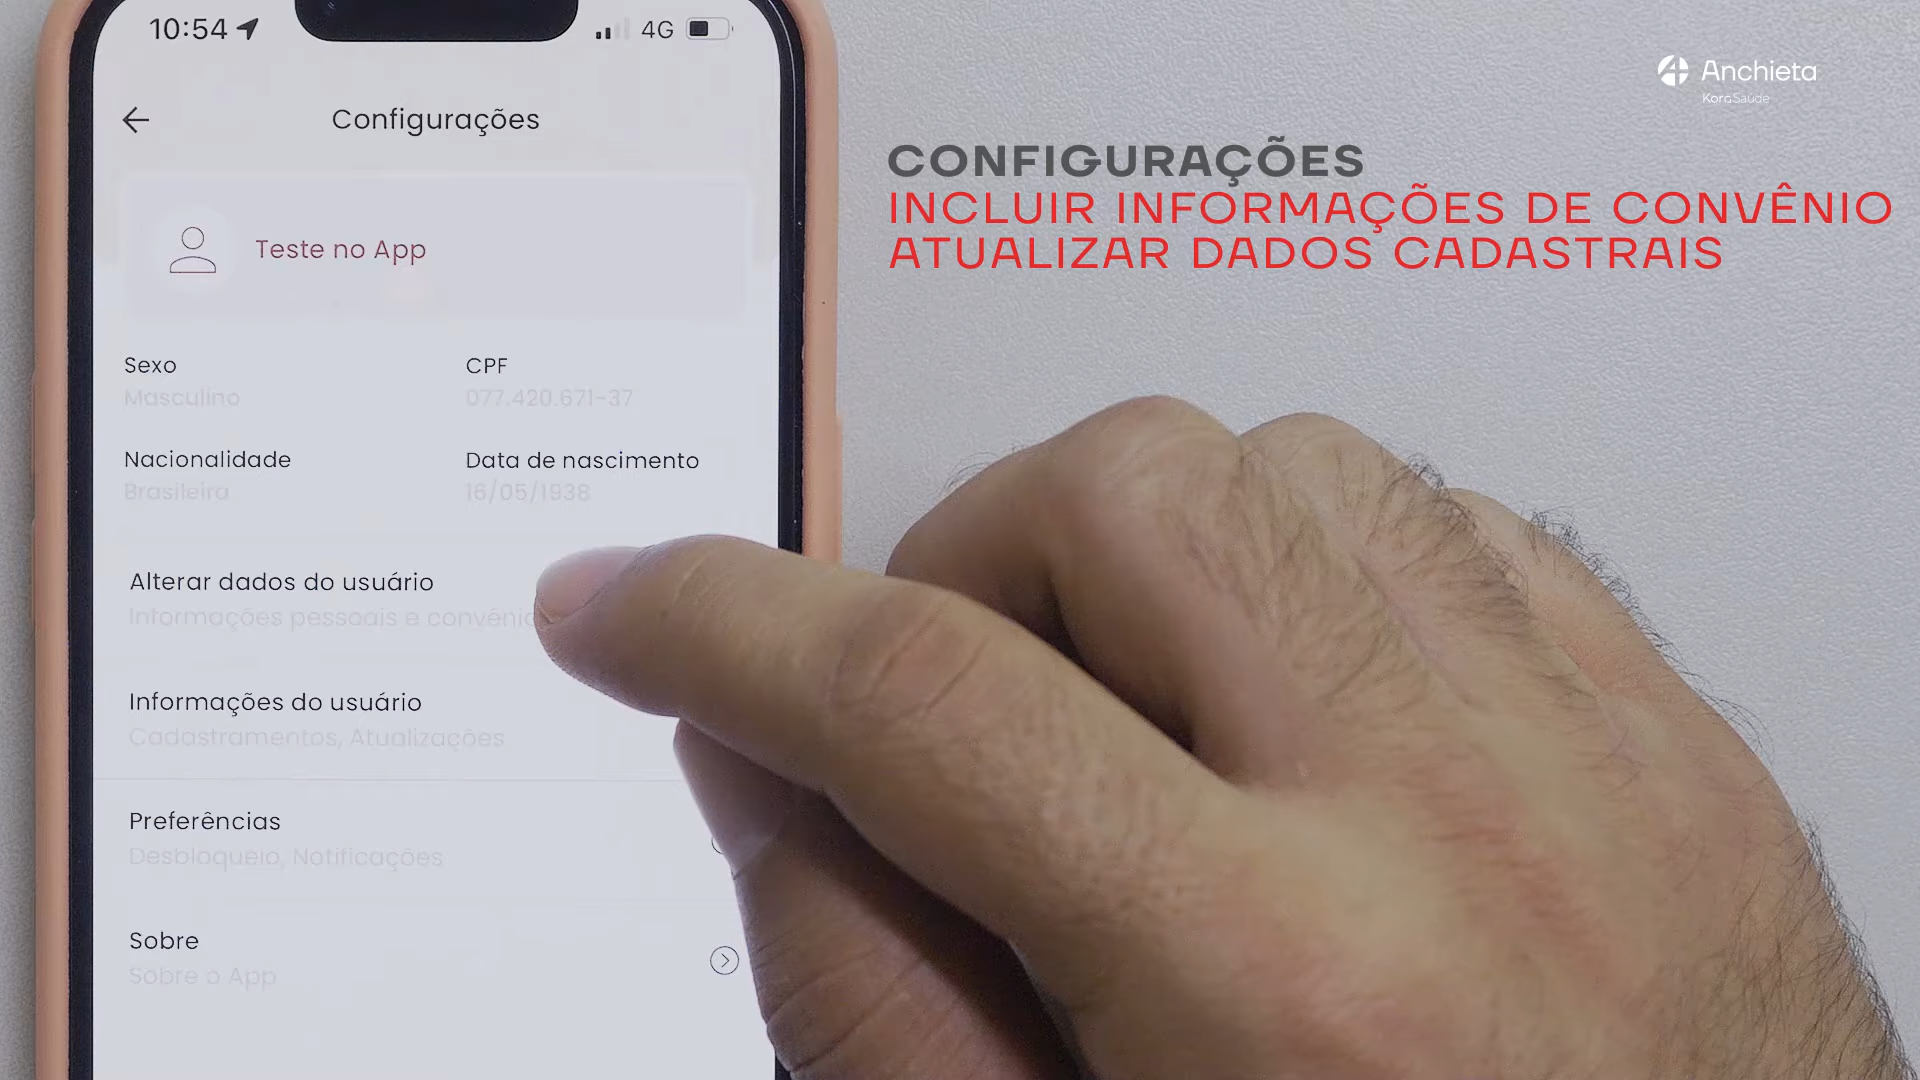 10:54
4G
Configurações
Teste no App
Sexo
CPF
Masculino
077.420.671-37
Nacionalidade
Data de nascimento
Brasileira
16/05/1938
Alterar dados do usuário
Informações pessoais e convênio
Informações do usuário
Cadastramentos, Atualizações
Preferências
Desbloqueio, Notificações
Sobre
Sobre o App
Anchieta
KoraSaúde
CONFIGURAÇÕES
INCLUIR INFORMAÇÕES DE CONVÊNIO
ATUALIZAR DADOS CADASTRAIS